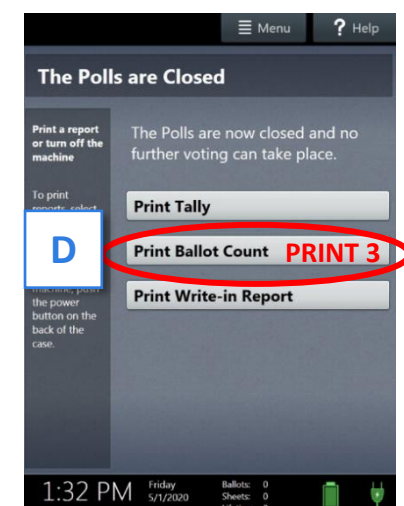 Menu ? Help
The Polls are Closed
Print a report
or turn off the
machine
To print
reports, select
D
machine, push
the power
button on the
back of the
case.
The Polls are now closed and no
further voting can take place.
Print Tally
Print Ballot Count PRINT 3
Print Write-in Report
1:32 PM
Friday
5/1/2020
Ballots: 0
Sheets: 0